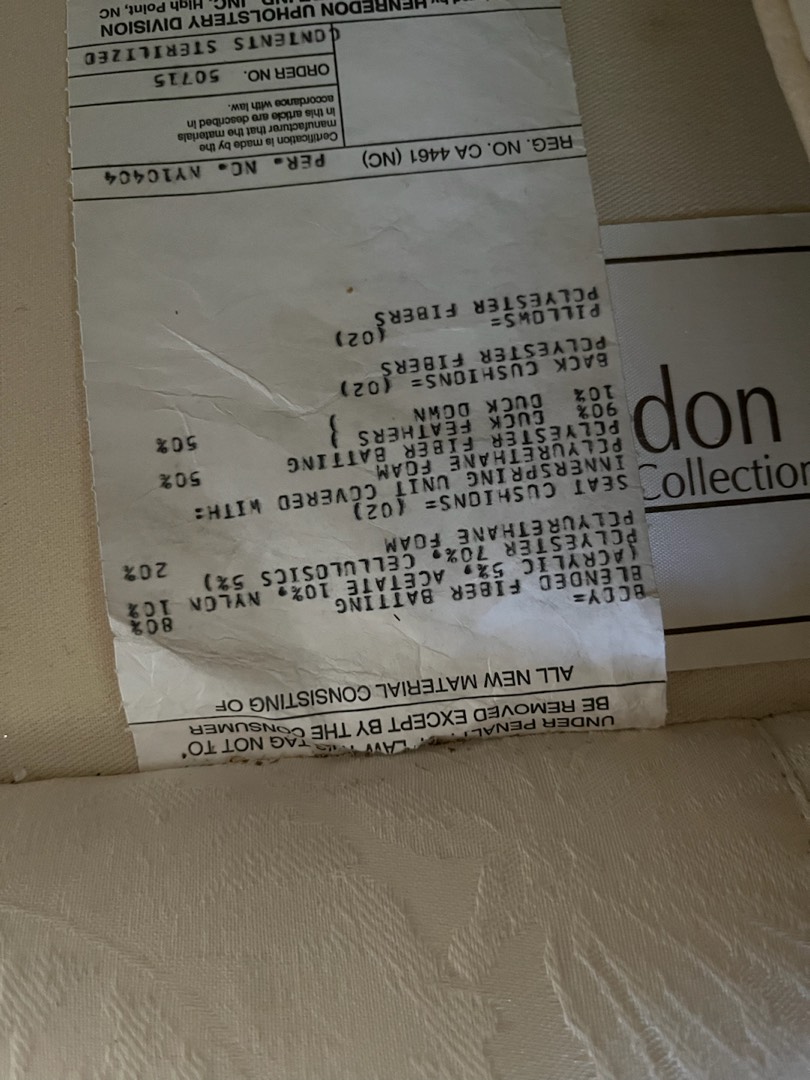 UNDER PENAL LAW TAG NOT TO
BE REMOVED EXCEPT BY THE CONSUMER
ALL NEW MATERIAL CONSISTING OF
BODY=
BLENDED FIBER BATTING 80%
(ACRYLIC 5%, ACETATE 10%, NYLON 10%
POLYESTER 70%, CELLULOSICS 5%)
POLYURETHANE FOAM 20%
SEAT CUSHIONS= (02)
INNERSPRING UNIT COVERED WITH:
POLYURETHANE FOAM 50%
POLYESTER FIBER BATTING
90% DUCK FEATHERS }
10% DUCK DOWN } 50%
BACK CUSHIONS= (02)
POLYESTER FIBERS
PILLOWS= (02)
POLYESTER FIBERS
REG. NO. CA 4461 (NC) PER. NO. NY10404
Certification is made by the
manufacturer that the materials
in this article are described in
accordance with law.
ORDER NO. 50715
CONTENTS STERILIZED
by HENREDON UPHOLSTERY DIVISION
INC. High Point, NC
don
Collection